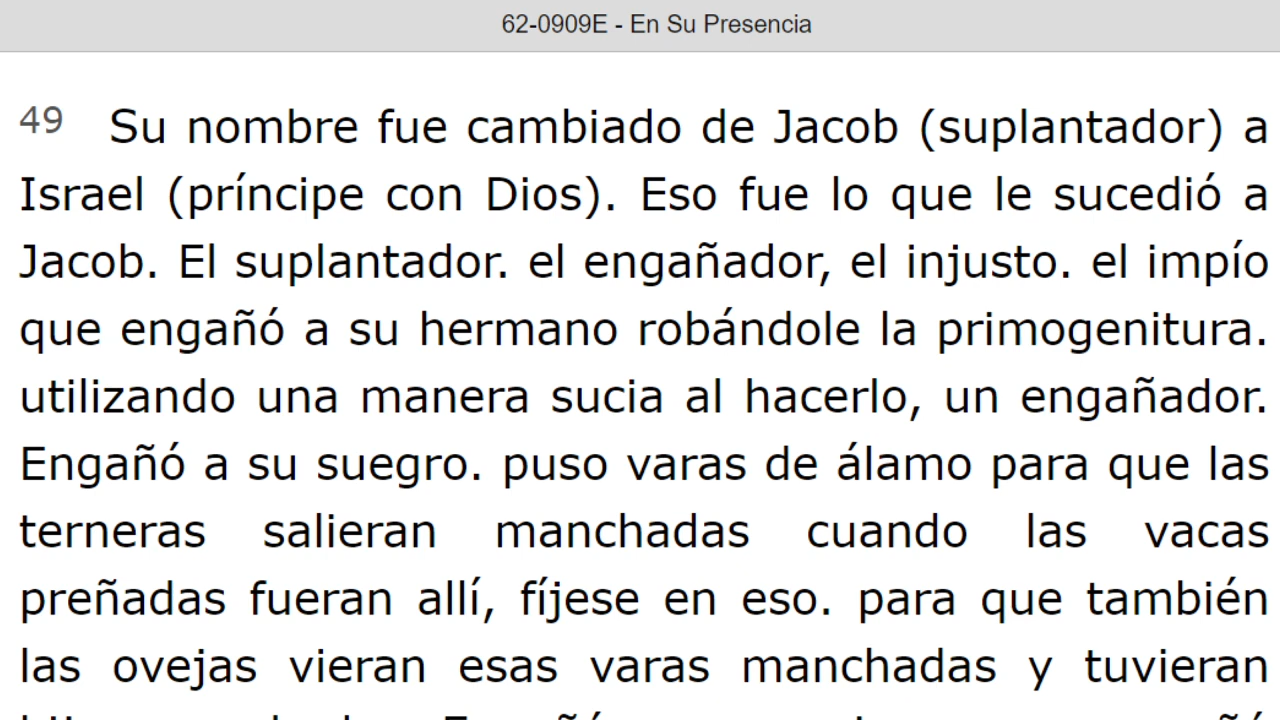 62-0909E - En Su Presencia
49 Su nombre fue cambiado de Jacob (suplantador) a
Israel (príncipe con Dios). Eso fue lo que le sucedió a
Jacob. El suplantador. el engañador, el injusto. el impío
que engañó a su hermano robándole la primogenitura.
utilizando una manera sucia al hacerlo, un engañador.
Engañó a su suegro. puso varas de álamo para que las
terneras salieran manchadas cuando las vacas
preñadas fueran allí, fíjese en eso. para que también
las ovejas vieran esas varas manchadas y tuvieran